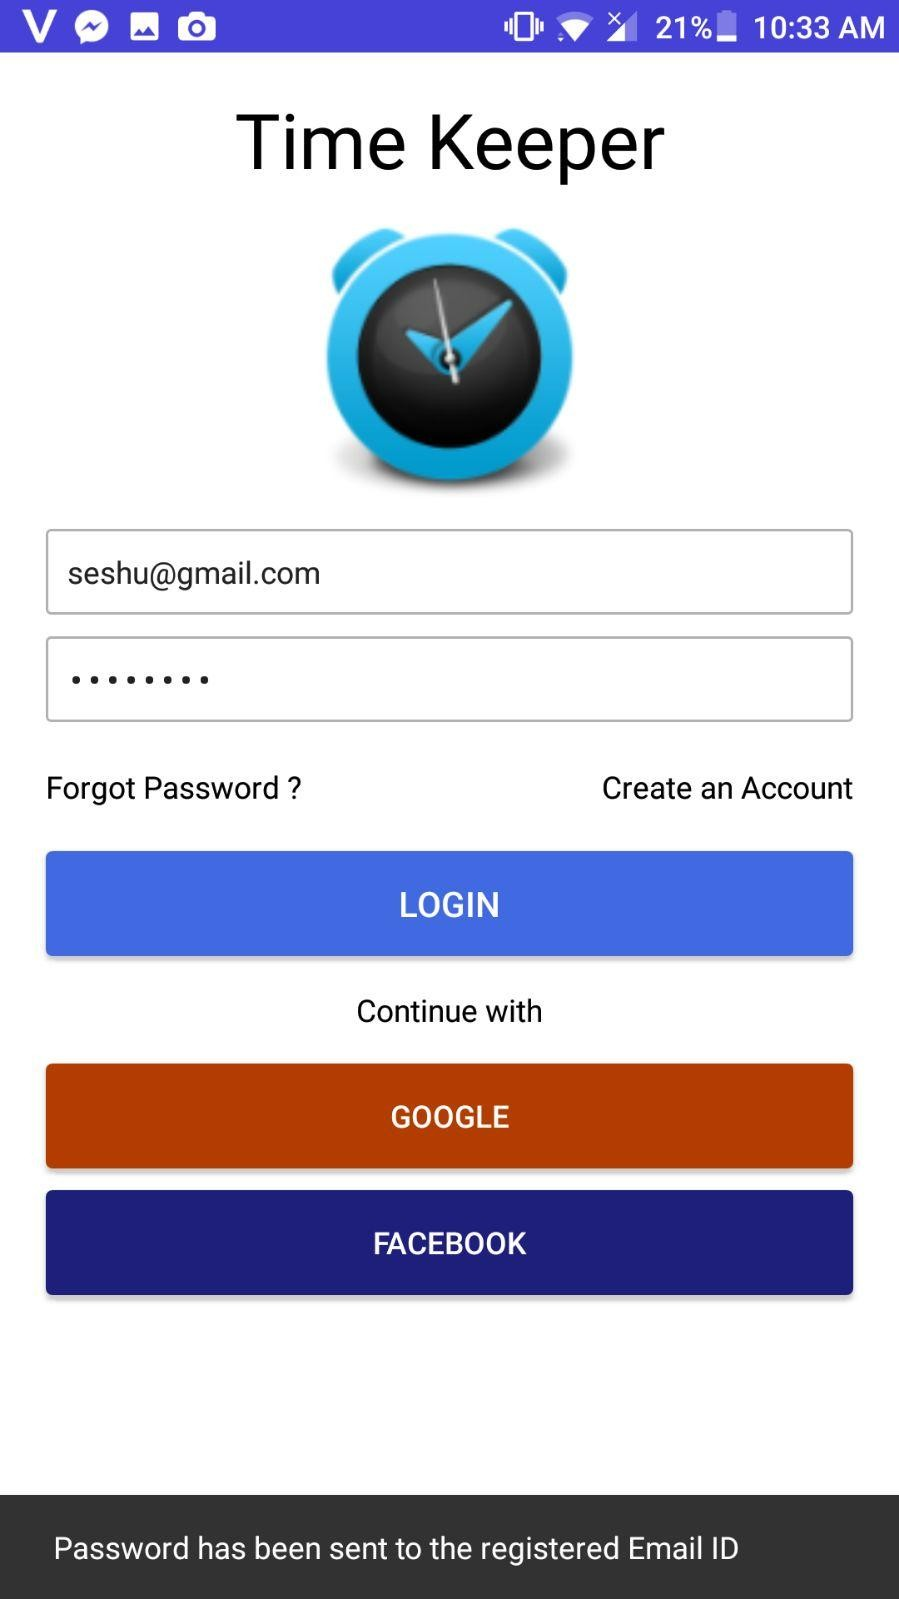 21% 10:33 AM
Time Keeper
seshu@gmail.com
••••••••
Forgot Password ? Create an Account
LOGIN
Continue with
GOOGLE
FACEBOOK
Password has been sent to the registered Email ID